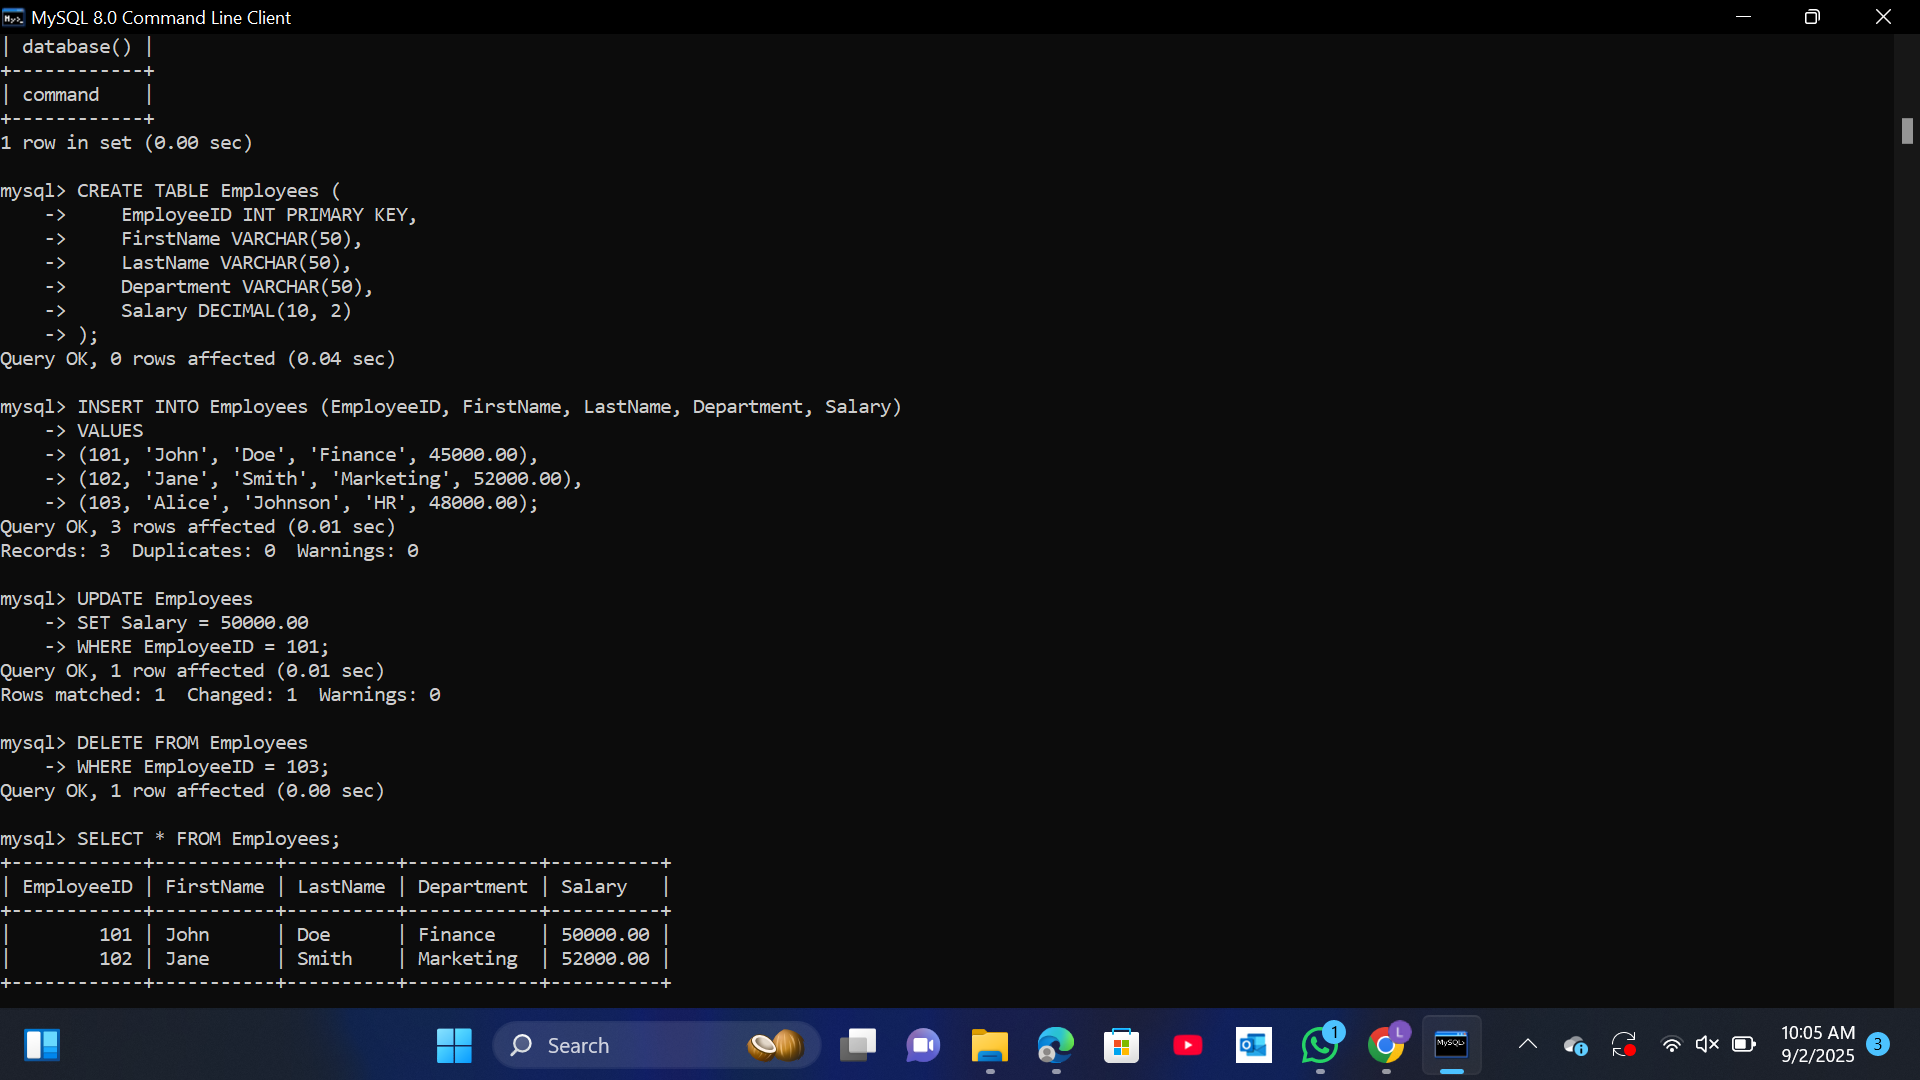 MySQL 8.0 Command Line Client
| database() |
+------------+
| command    |
+------------+
1 row in set (0.00 sec)
mysql> CREATE TABLE Employees (
    ->     EmployeeID INT PRIMARY KEY,
    ->     FirstName VARCHAR(50),
    ->     LastName VARCHAR(50),
    ->     Department VARCHAR(50),
    ->     Salary DECIMAL(10, 2)
    -> );
Query OK, 0 rows affected (0.04 sec)
mysql> INSERT INTO Employees (EmployeeID, FirstName, LastName, Department, Salary)
    -> VALUES
    -> (101, 'John', 'Doe', 'Finance', 45000.00),
    -> (102, 'Jane', 'Smith', 'Marketing', 52000.00),
    -> (103, 'Alice', 'Johnson', 'HR', 48000.00);
Query OK, 3 rows affected (0.01 sec)
Records: 3  Duplicates: 0  Warnings: 0
mysql> UPDATE Employees
    -> SET Salary = 50000.00
    -> WHERE EmployeeID = 101;
Query OK, 1 row affected (0.01 sec)
Rows matched: 1  Changed: 1  Warnings: 0
mysql> DELETE FROM Employees
    -> WHERE EmployeeID = 103;
Query OK, 1 row affected (0.00 sec)
mysql> SELECT * FROM Employees;
+------------+-----------+----------+------------+----------+
| EmployeeID | FirstName | LastName | Department | Salary   |
+------------+-----------+----------+------------+----------+
|        101 | John      | Doe      | Finance    | 50000.00 |
|        102 | Jane      | Smith    | Marketing  | 52000.00 |
+------------+-----------+----------+------------+----------+
Search
1
L
MySQL
10:05 AM
9/2/2025
3